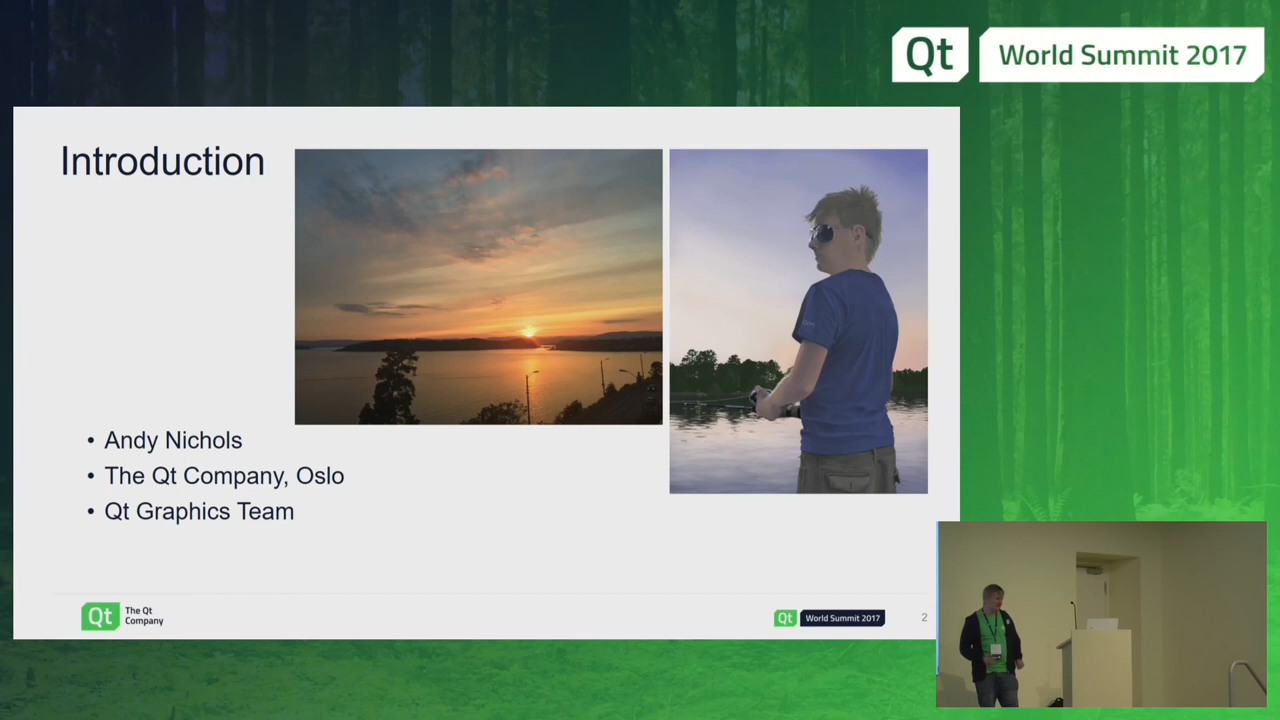 Qt World Summit 2017
Introduction
• Andy Nichols
• The Qt Company, Oslo
• Qt Graphics Team
Qt The Qt
Company
Qt World Summit 2017
2